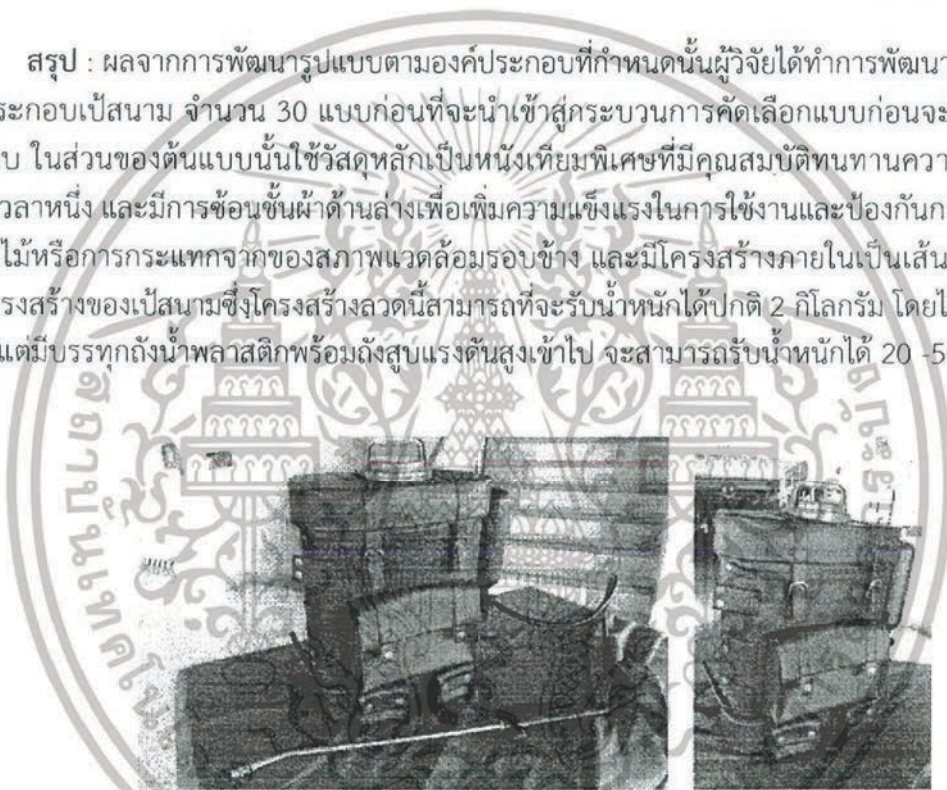 สรุป : ผลจากการพัฒนารูปแบบตามองค์ประกอบที่กำหนดนั้นผู้วิจัยได้ทำการพัฒนา
ระกอบเป้สนาม จำนวน 30 แบบก่อนที่จะนำเข้าสู่กระบวนการคัดเลือกแบบก่อนจะ
บ ในส่วนของต้นแบบนั้นใช้วัสดุหลักเป็นหนังเทียมพิเศษที่มีคุณสมบัติทนทานควา
วลาหนึ่ง และมีการซ้อนชั้นผ้าด้านล่างเพื่อเพิ่มความแข็งแรงในการใช้งานและป้องกันก
ไม้หรือการกระแทกจากของสภาพแวดล้อมรอบข้าง และมีโครงสร้างภายในเป็นเส้น
รงสร้างของเป้สนามซึ่งโครงสร้างลวดนี้สามารถที่จะรับน้ำหนักได้ปกติ 2 กิโลกรัม โดยไ
แต่มีบรรทุกถังน้ำพลาสติกพร้อมถังสูบแรงดันสูงเข้าไป จะสามารถรับน้ำหนักได้ 20 -5
สถาบันเทคโน